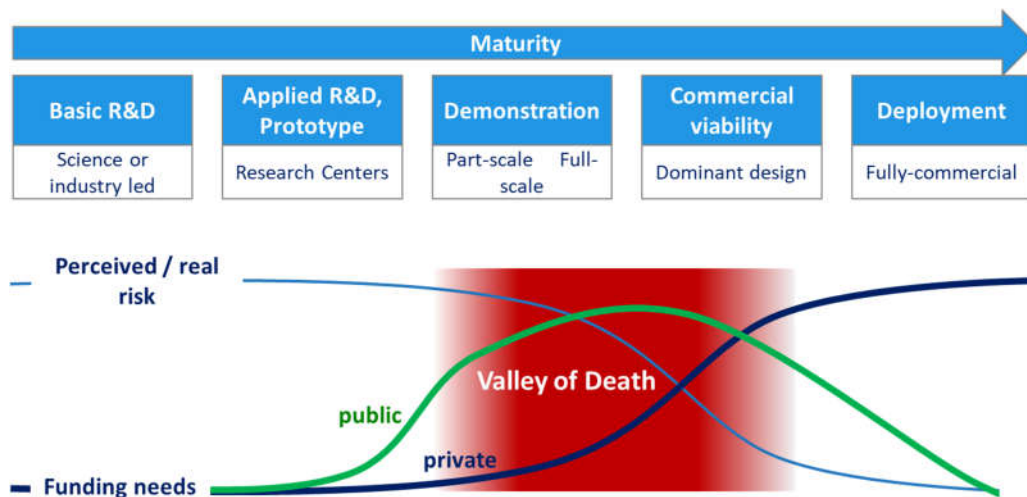 Maturity
Basic R&D
Science or
industry led
Applied R&D,
Prototype
Research Centers
Demonstration
Part-scale Full-
scale
Commercial
viability
Dominant design
Deployment
Fully-commercial
Perceived / real
risk
Valley of Death
public
private
Funding needs